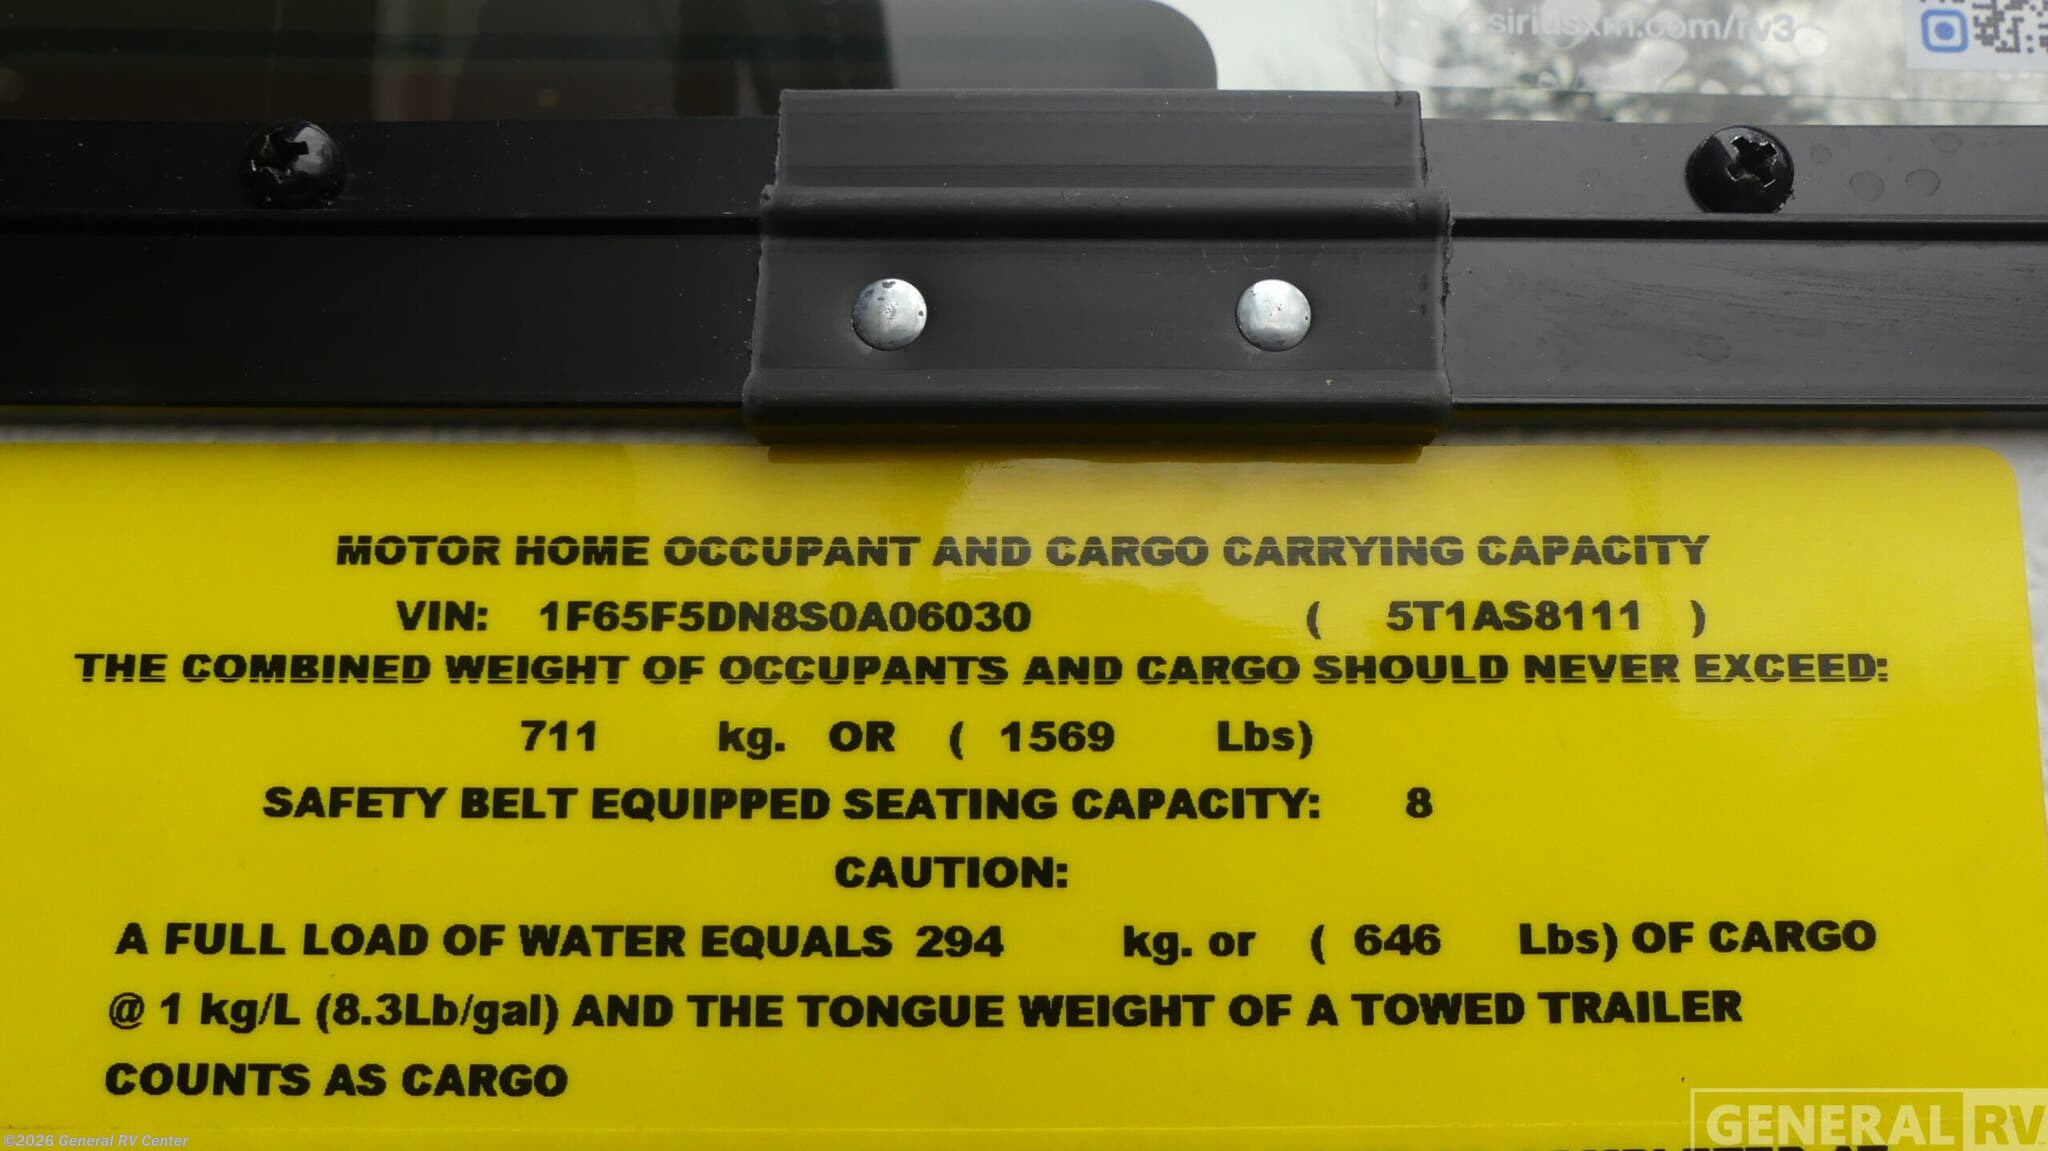 siriusxm.com/rv3
MOTOR HOME OCCUPANT AND CARGO CARRYING CAPACITY
VIN: 1F65F5DN8S0A06030 ( 5T1AS8111 )
THE COMBINED WEIGHT OF OCCUPANTS AND CARGO SHOULD NEVER EXCEED:
711 kg. OR ( 1569 Lbs)
SAFETY BELT EQUIPPED SEATING CAPACITY: 8
CAUTION:
A FULL LOAD OF WATER EQUALS 294 kg. or ( 646 Lbs) OF CARGO
@ 1 kg/L (8.3Lb/gal) AND THE TONGUE WEIGHT OF A TOWED TRAILER
COUNTS AS CARGO
GENERAL RV
©2026 General RV Center